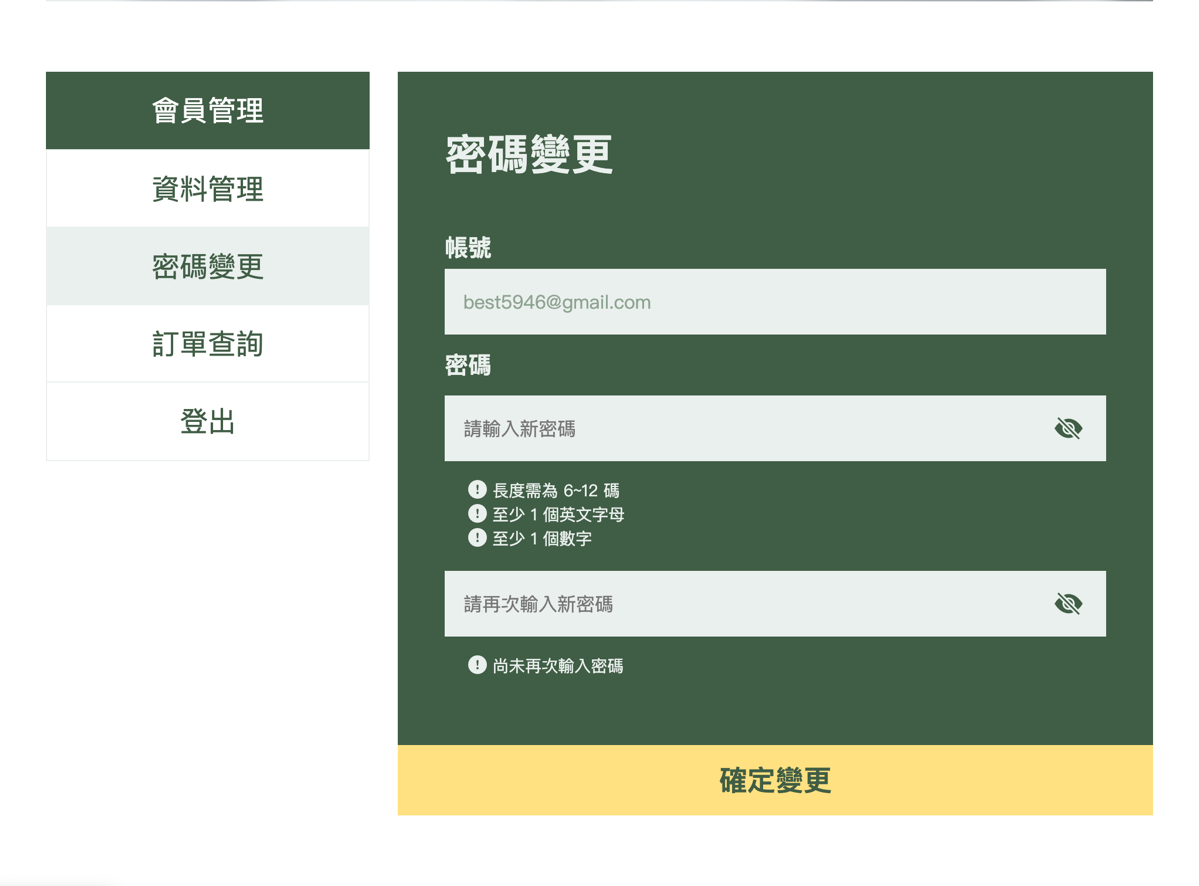 會員管理
資料管理
密碼變更
訂單查詢
登出
密碼變更
帳號
best5946@gmail.com
密碼
請輸入新密碼
長度需為 6~12 碼
至少 1 個英文字母
至少 1 個數字
請再次輸入新密碼
尚未再次輸入密碼
確定變更